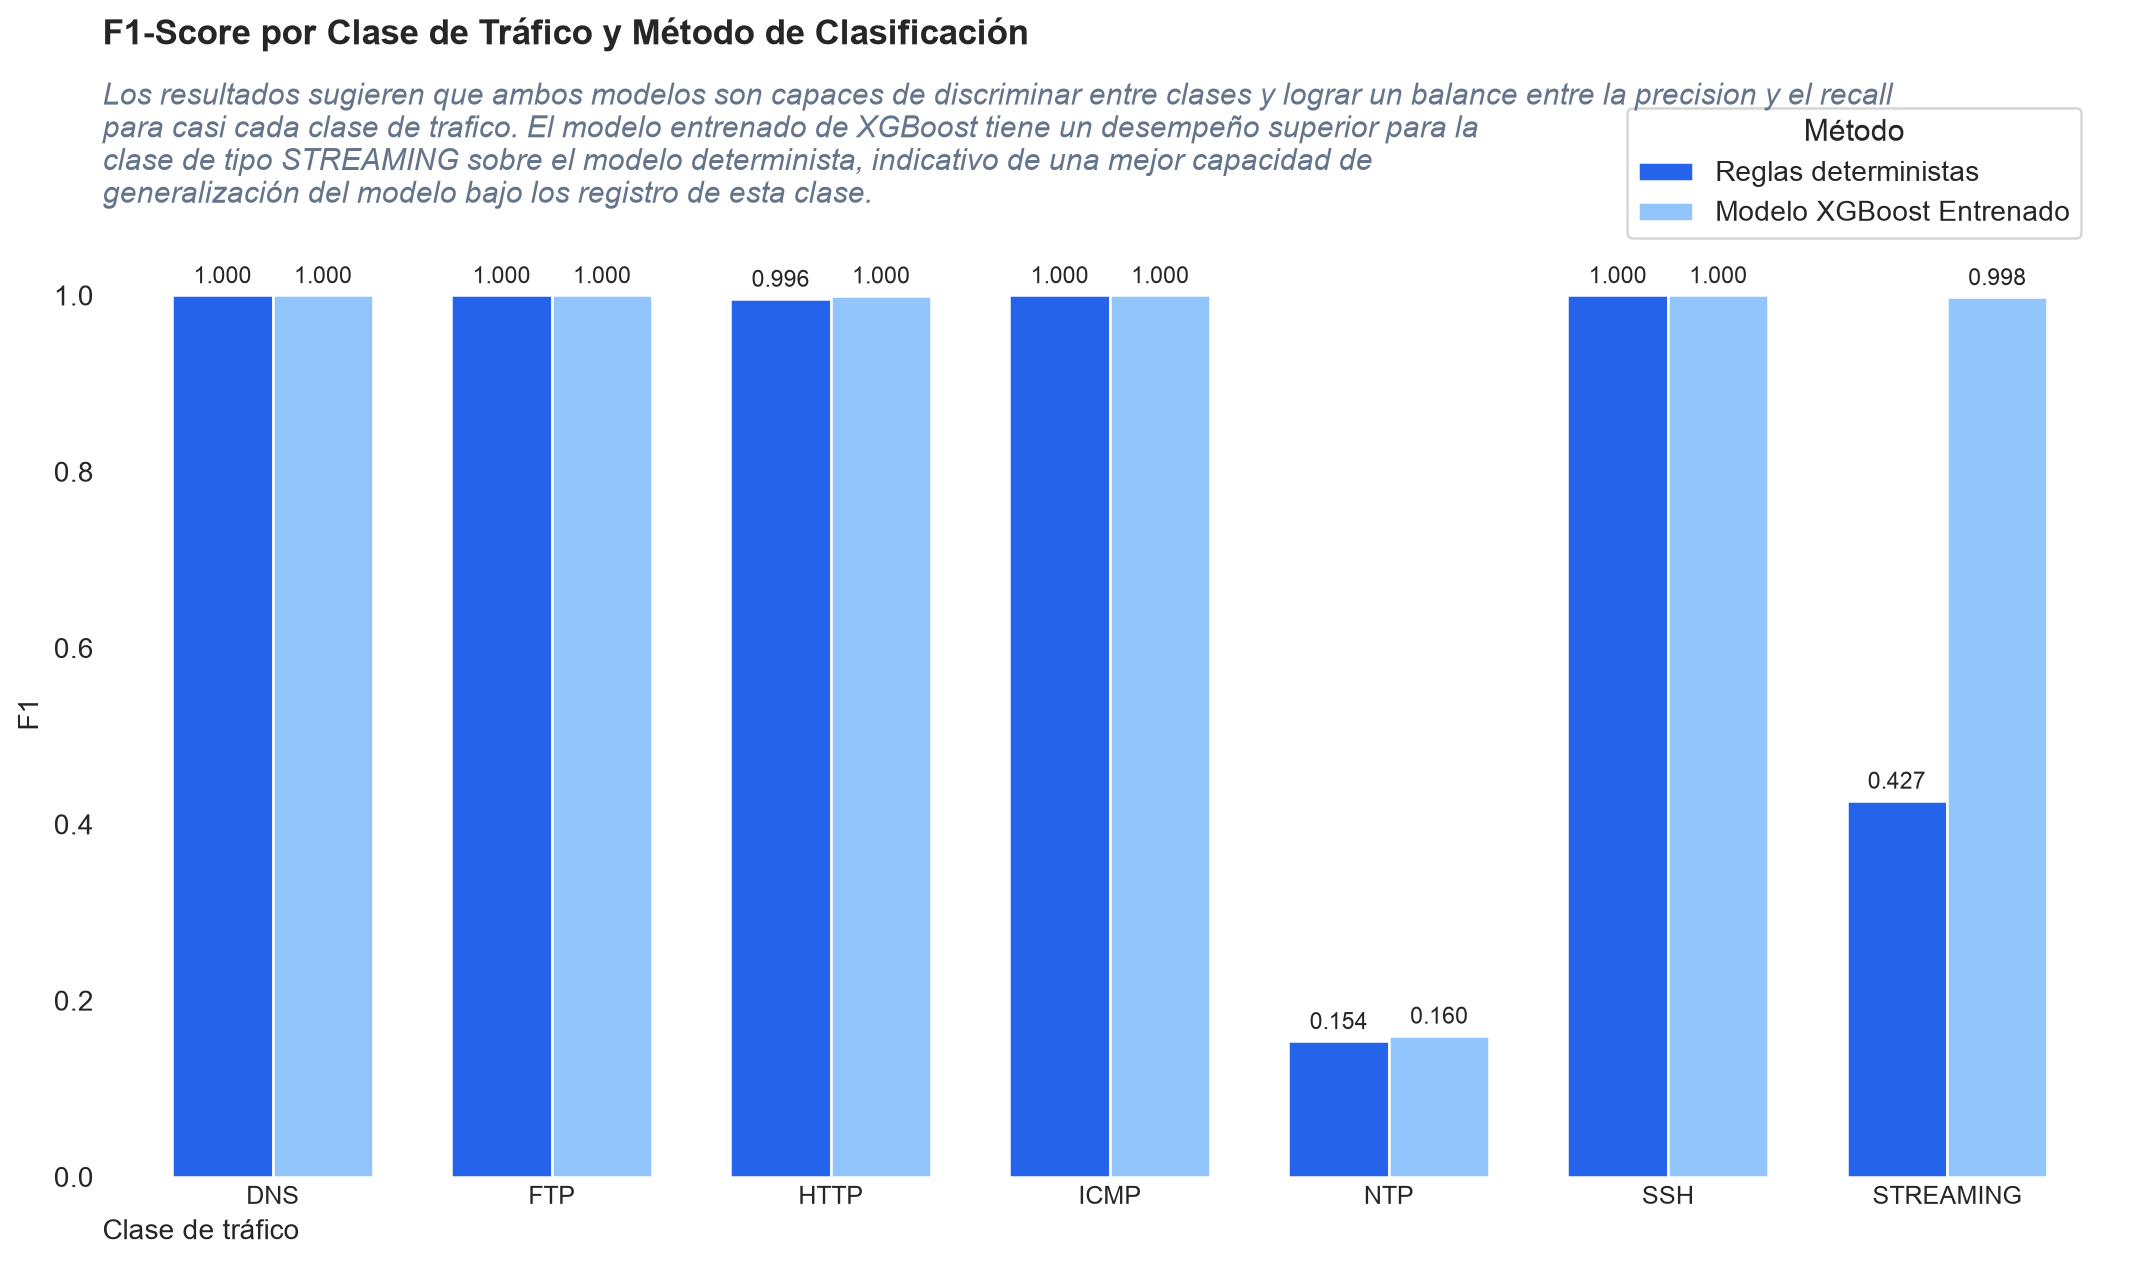 F1-Score por Clase de Tráfico y Método de Clasificación
Los resultados sugieren que ambos modelos son capaces de discriminar entre clases y lograr un balance entre la precision y el recall
para casi cada clase de trafico. El modelo entrenado de XGBoost tiene un desempeño superior para la
clase de tipo STREAMING sobre el modelo determinista, indicativo de una mejor capacidad de
generalización del modelo bajo los registro de esta clase.
Método
Reglas deterministas
Modelo XGBoost Entrenado
1.000 1.000 1.000 1.000 0.996 1.000 1.000 1.000 1.000 1.000 0.998
1.0
0.8
0.6
0.4
0.2
0.0
F1
0.427
0.154 0.160
DNS FTP HTTP ICMP NTP SSH STREAMING
Clase de tráfico